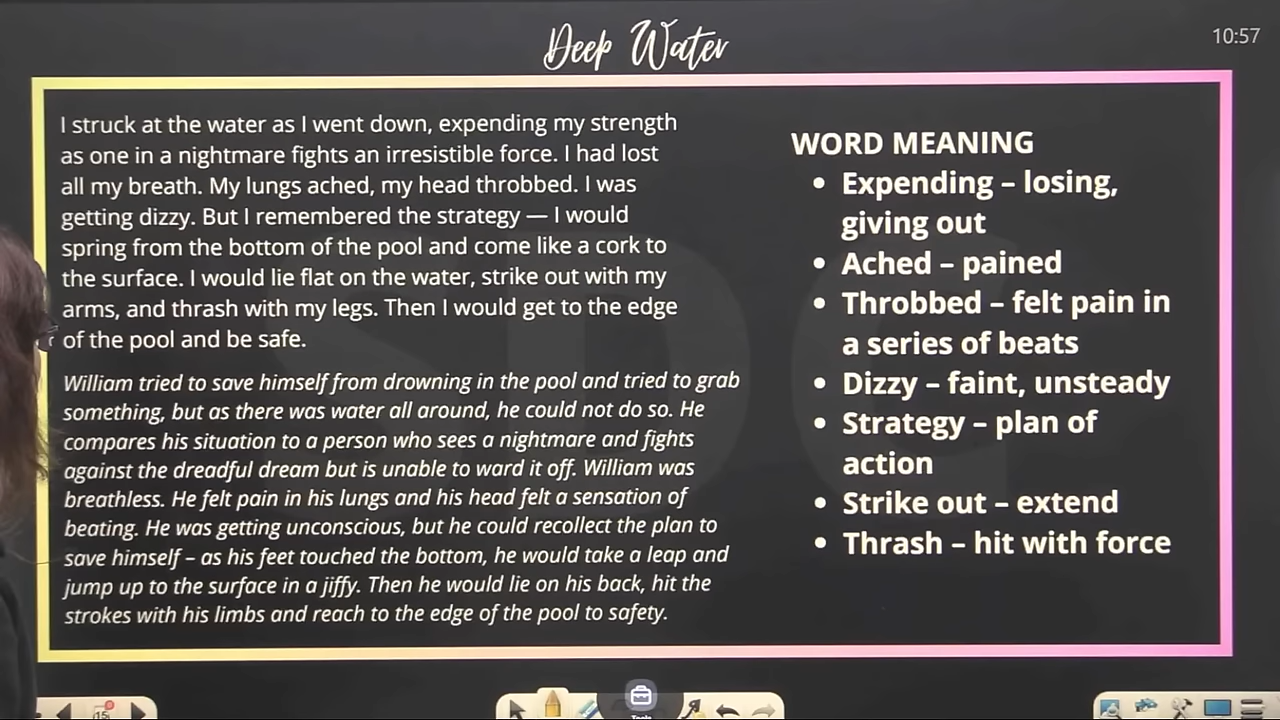 Deep Water
10:57
I struck at the water as I went down, expending my strength
as one in a nightmare fights an irresistible force. I had lost
all my breath. My lungs ached, my head throbbed. I was
getting dizzy. But I remembered the strategy — I would
spring from the bottom of the pool and come like a cork to
the surface. I would lie flat on the water, strike out with my
arms, and thrash with my legs. Then I would get to the edge
of the pool and be safe.
William tried to save himself from drowning in the pool and tried to grab
something, but as there was water all around, he could not do so. He
compares his situation to a person who sees a nightmare and fights
against the dreadful dream but is unable to ward it off. William was
breathless. He felt pain in his lungs and his head felt a sensation of
beating. He was getting unconscious, but he could recollect the plan to
save himself – as his feet touched the bottom, he would take a leap and
jump up to the surface in a jiffy. Then he would lie on his back, hit the
strokes with his limbs and reach to the edge of the pool to safety.
WORD MEANING
• Expending – losing,
giving out
• Ached – pained
• Throbbed – felt pain in
a series of beats
• Dizzy – faint, unsteady
• Strategy – plan of
action
• Strike out – extend
• Thrash – hit with force
15